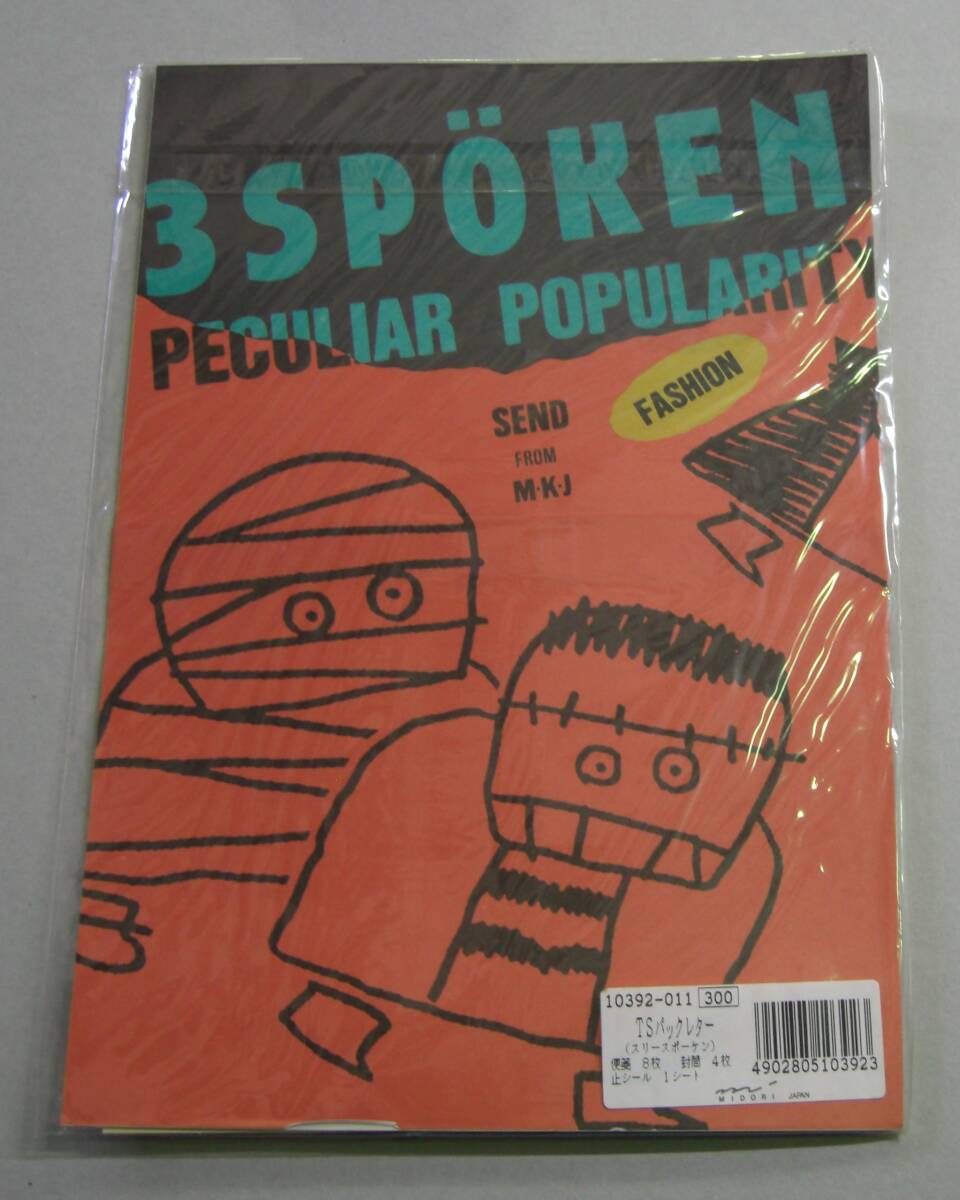 3 SPÖKEN
PECULIAR POPULARITY
FASHION
SEND
FROM
M·K·J
10392-011 300
TSパックレター
(スリースポーケン)
便箋 8枚 封筒 4枚
止シール 1シート
4902805103923
MIDORI JAPAN